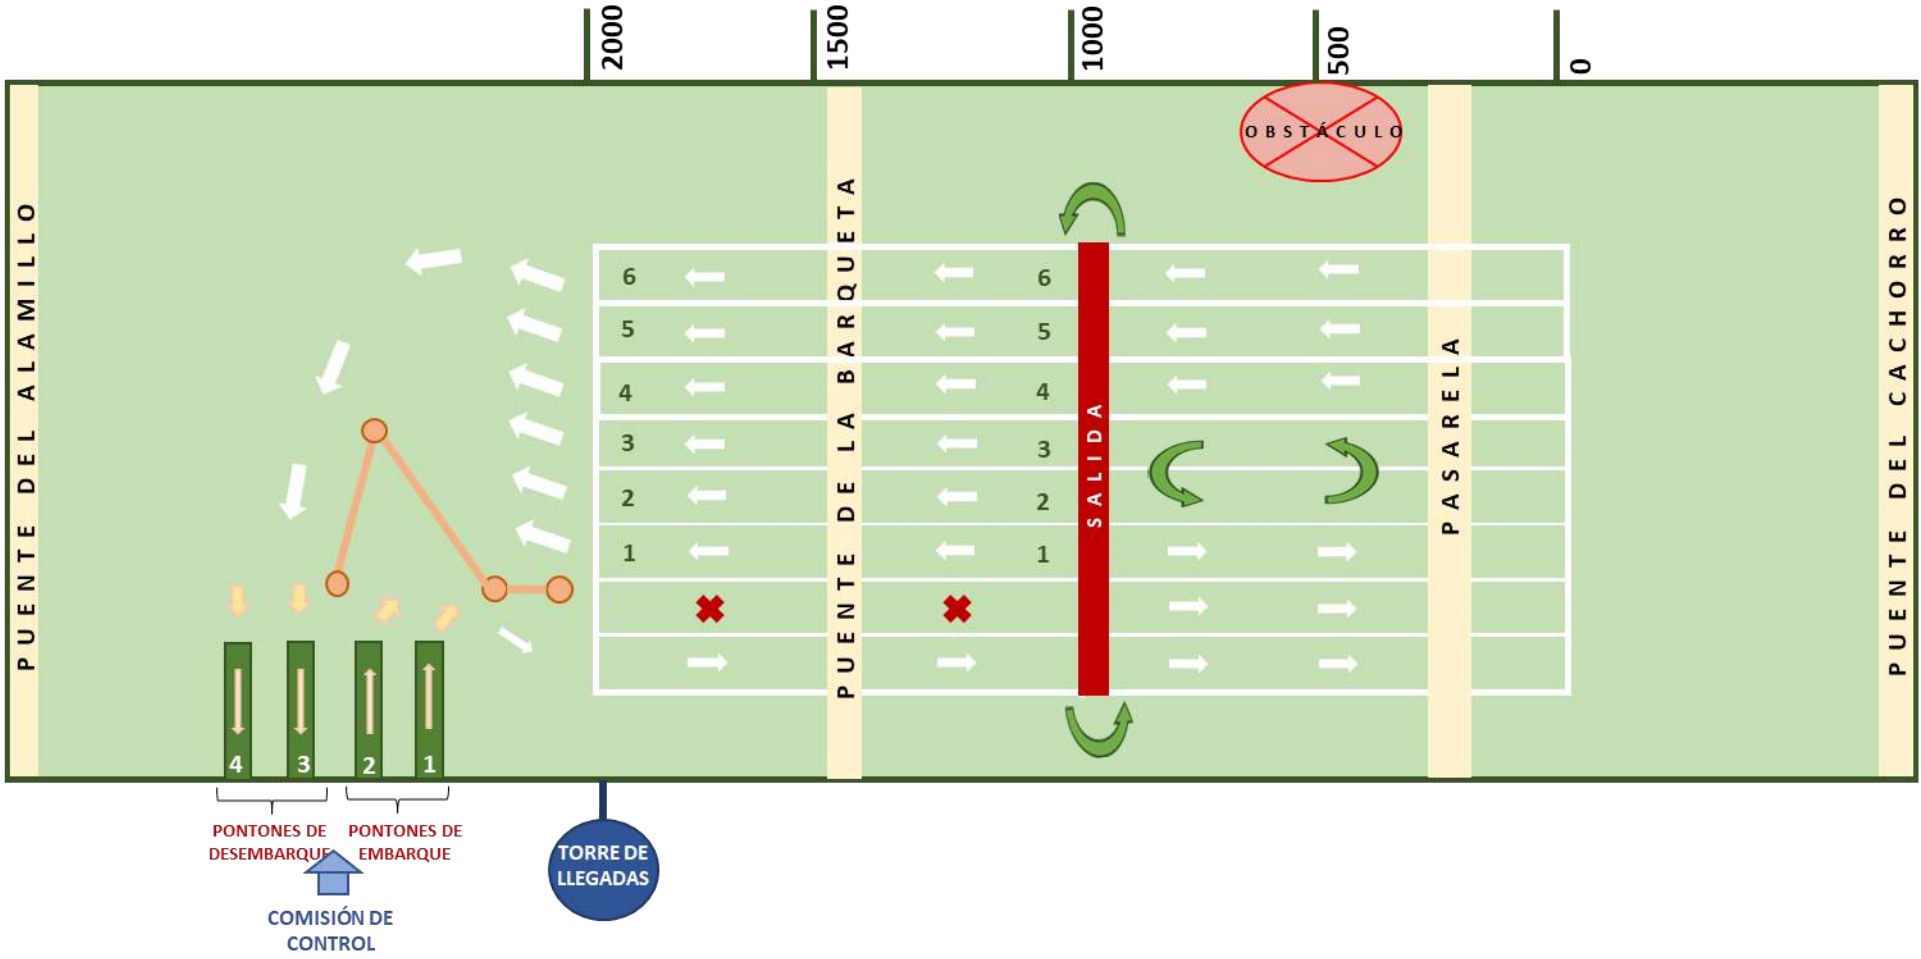 2000
1500
1000
500
0
OBSTÁCULO
PUENTE DEL ALAMILLO
PUENTE DE LA BARQUETA
SALIDA
PASARELA
PUENTE DEL CACHORRO
6
6
5
5
4
4
3
3
2
2
1
1
4
3
2
1
PONTONES DE
DESEMBARQUE
PONTONES DE
EMBARQUE
COMISIÓN DE
CONTROL
TORRE DE
LLEGADAS